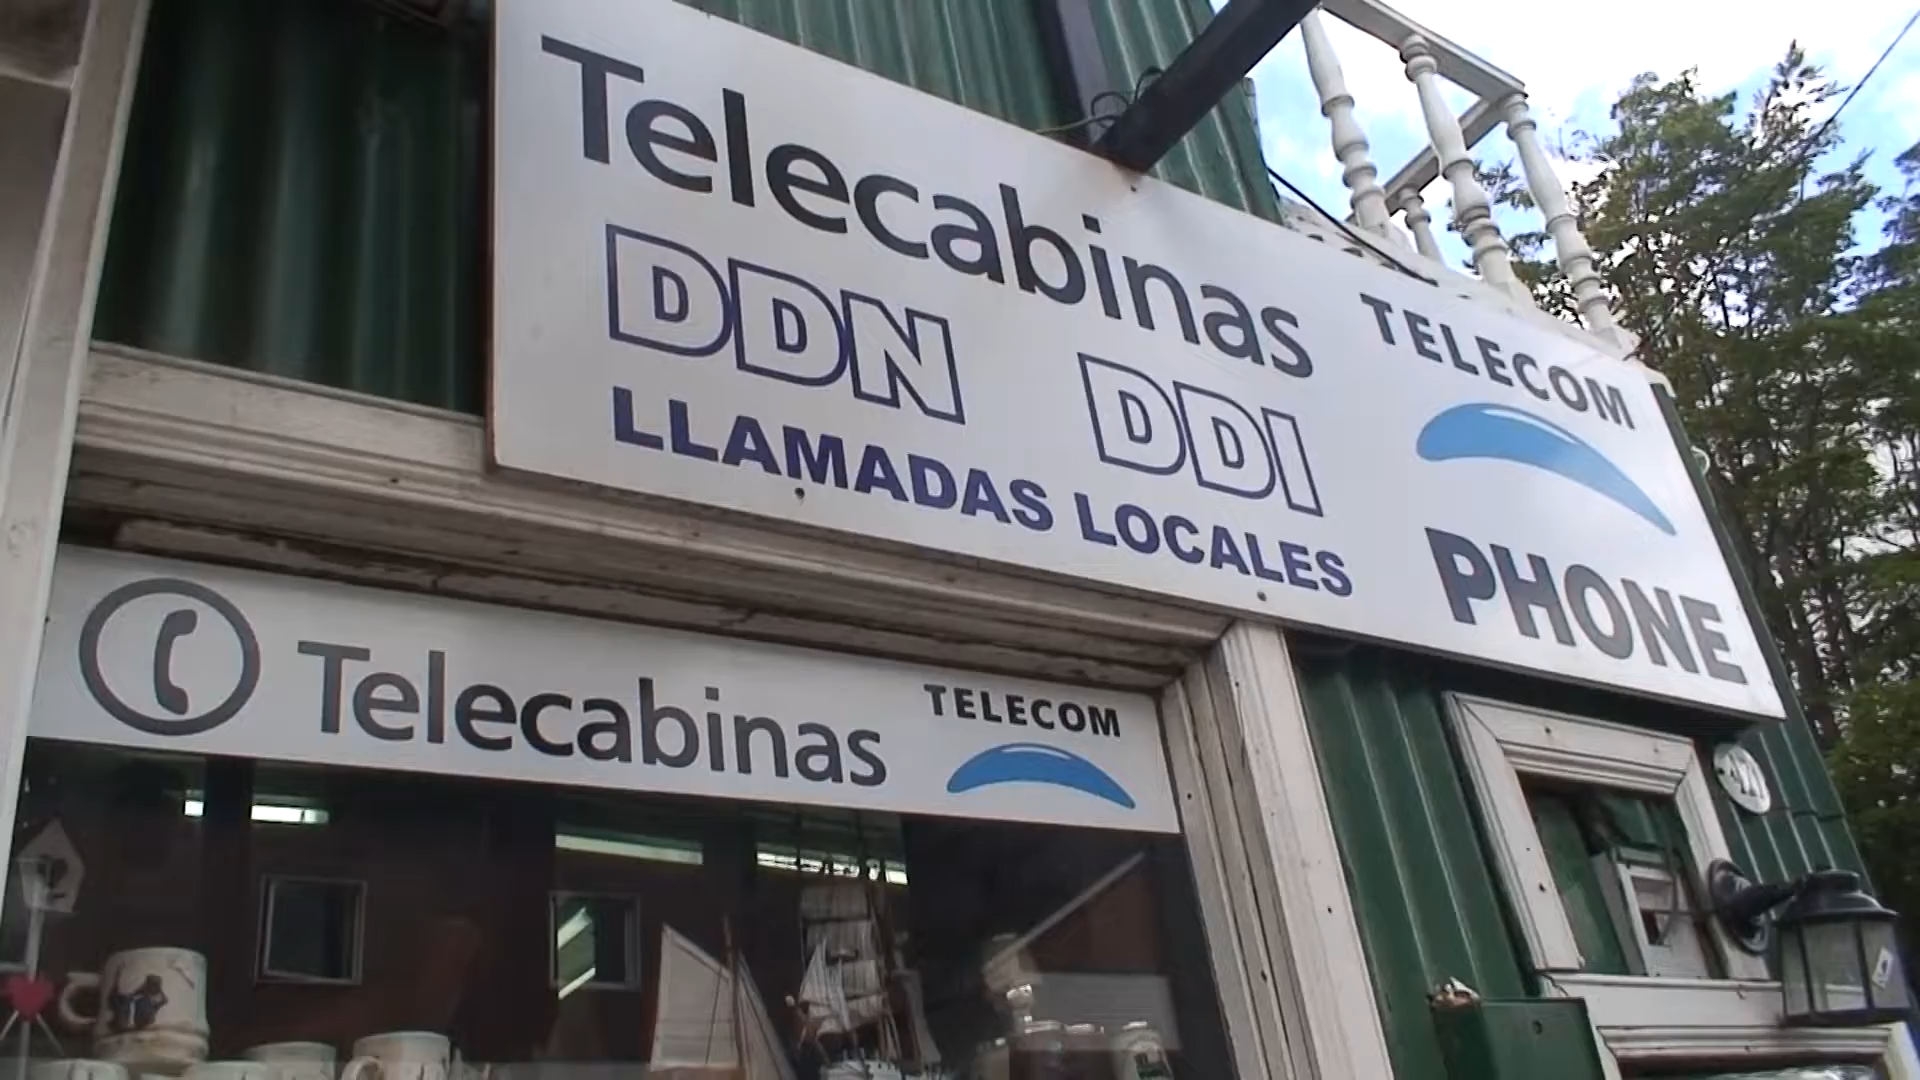 Telecabinas
DDN DDI
LLAMADAS LOCALES
TELECOM
PHONE
Telecabinas
TELECOM